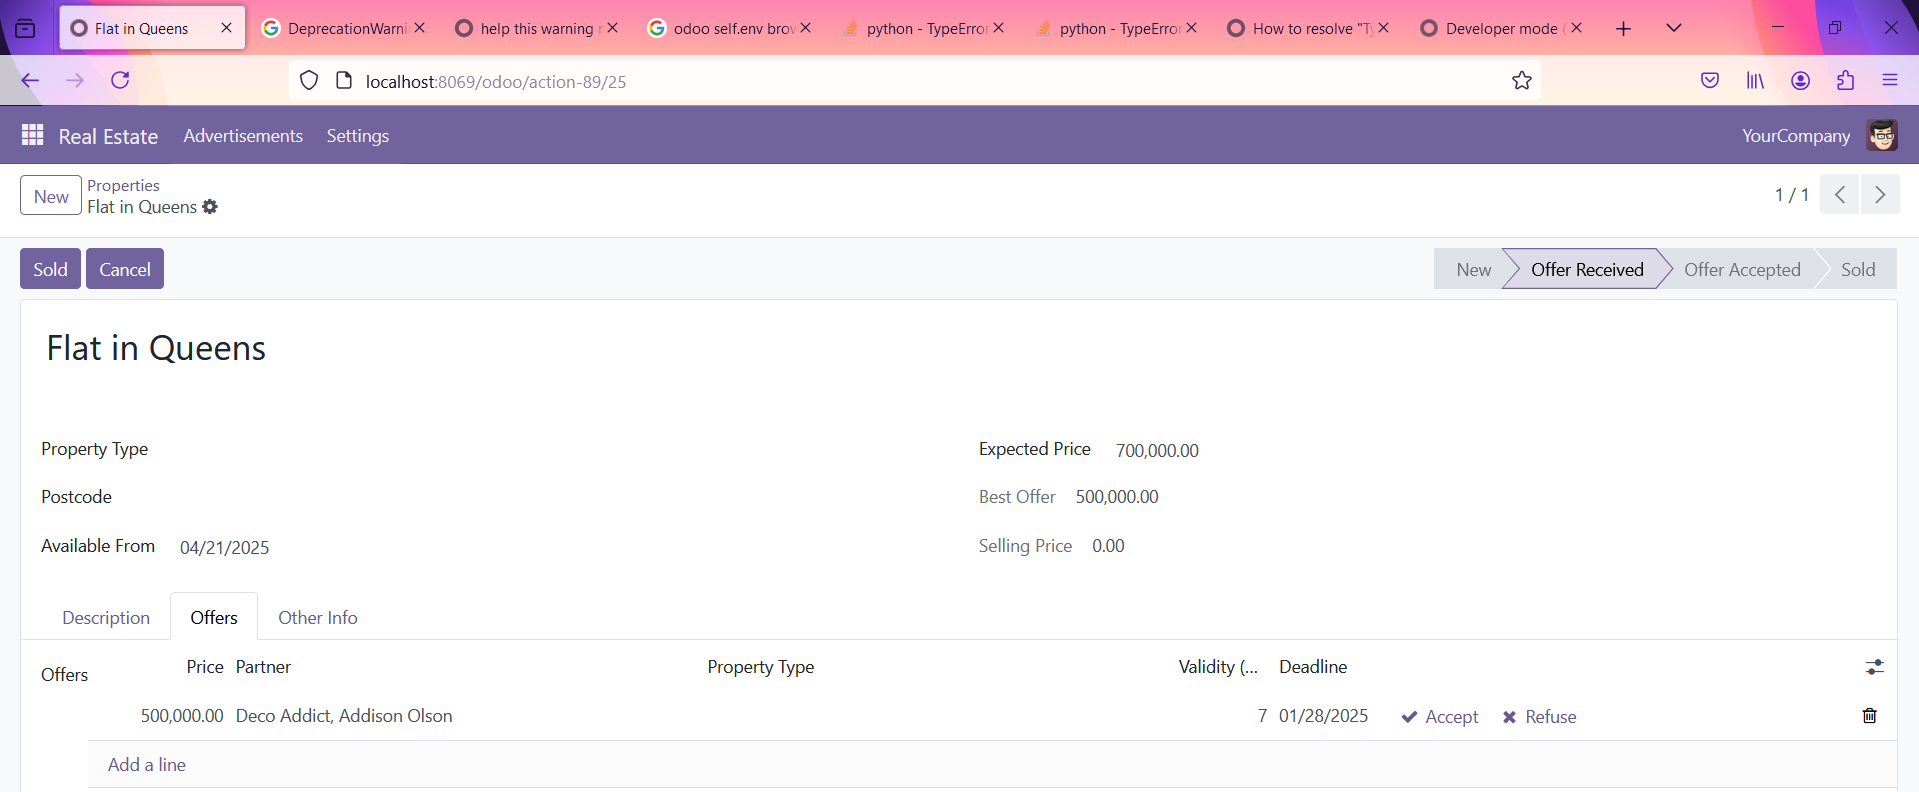 Flat in Queens
DeprecationWarni
help this warning r
odoo self.env brow
python - TypeError
python - TypeError
How to resolve "Ty
Developer mode (
localhost:8069/odoo/action-89/25
Real Estate Advertisements Settings YourCompany
New Properties
Flat in Queens
1 / 1
Sold Cancel New Offer Received Offer Accepted Sold
Flat in Queens
Property Type Expected Price 700,000.00
Postcode Best Offer 500,000.00
Available From 04/21/2025 Selling Price 0.00
Description Offers Other Info
Offers Price Partner Property Type Validity (... Deadline
500,000.00 Deco Addict, Addison Olson 7 01/28/2025 Accept Refuse
Add a line